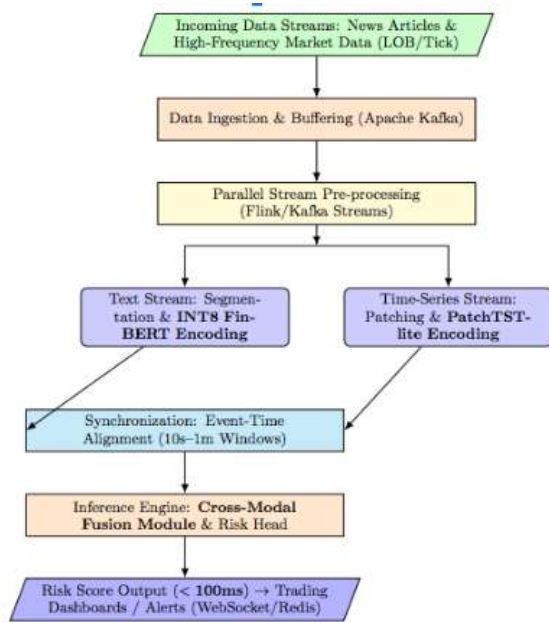 Incoming Data Streams: News Articles &
High-Frequency Market Data (LOB/Tick)
Data Ingestion & Buffering (Apache Kafka)
Parallel Stream Pre-processing
(Flink/Kafka Streams)
Text Stream: Segmen-
tation & INT8 Fin-
BERT Encoding
Time-Series Stream:
Patching & PatchTST-
lite Encoding
Synchronization: Event-Time
Alignment (10s–1m Windows)
Inference Engine: Cross-Modal
Fusion Module & Risk Head
Risk Score Output (< 100ms) → Trading
Dashboards / Alerts (WebSocket/Redis)